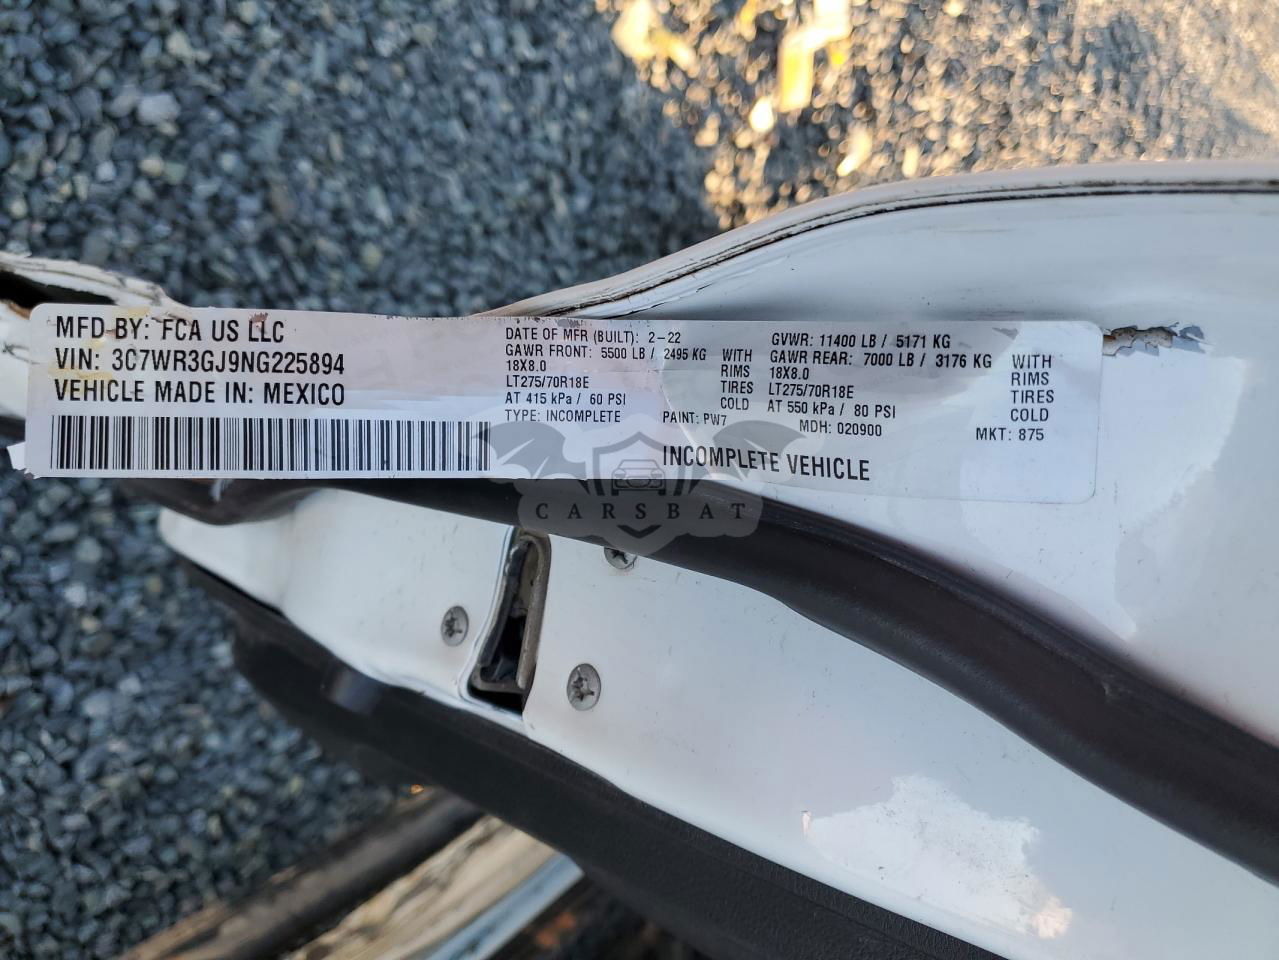 MFD BY: FCA US LLC
VIN: 3C7WR3GJ9NG225894
VEHICLE MADE IN: MEXICO
DATE OF MFR (BUILT): 2-22
GAWR FRONT: 5500 LB / 2495 KG WITH
18X8.0 RIMS
LT275/70R18E TIRES
AT 415 kPa / 60 PSI COLD
TYPE: INCOMPLETE PAINT: PW7
GVWR: 11400 LB / 5171 KG
GAWR REAR: 7000 LB / 3176 KG WITH
18X8.0 RIMS
LT275/70R18E TIRES
AT 550 kPa / 80 PSI COLD
MDH: 020900 MKT: 875
INCOMPLETE VEHICLE
CARSBAT